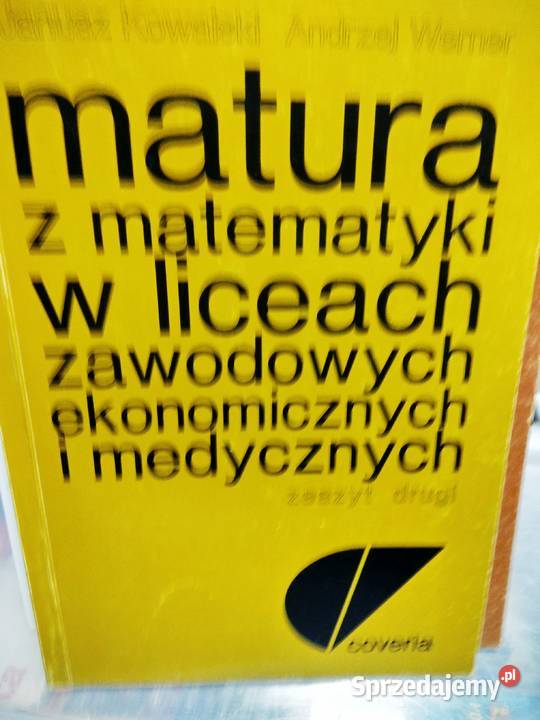 Janusz Kowalski Andrzej Werner
matura
z matematyki
w liceach
zawodowych
ekonomicznych
i medycznych
zeszyt drugi
coveria
Sprzedajemy.pl